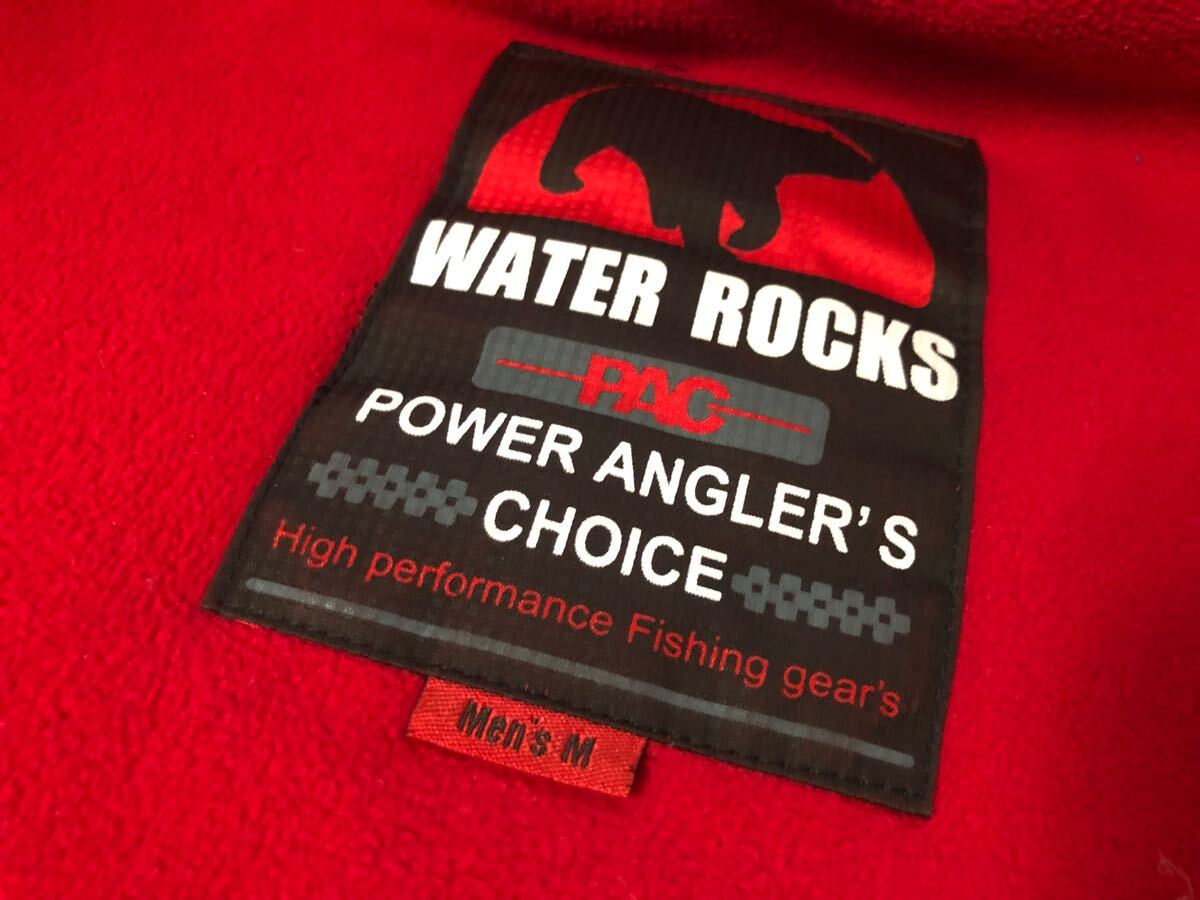 WATER ROCKS
PAC
POWER ANGLER'S
CHOICE
High performance Fishing gear's
Men's M